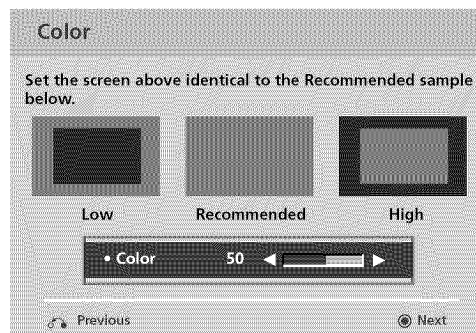 Color
Set the screen above identical to the Recommended sample
below.
Low Recommended High
• Color 50
Previous Next